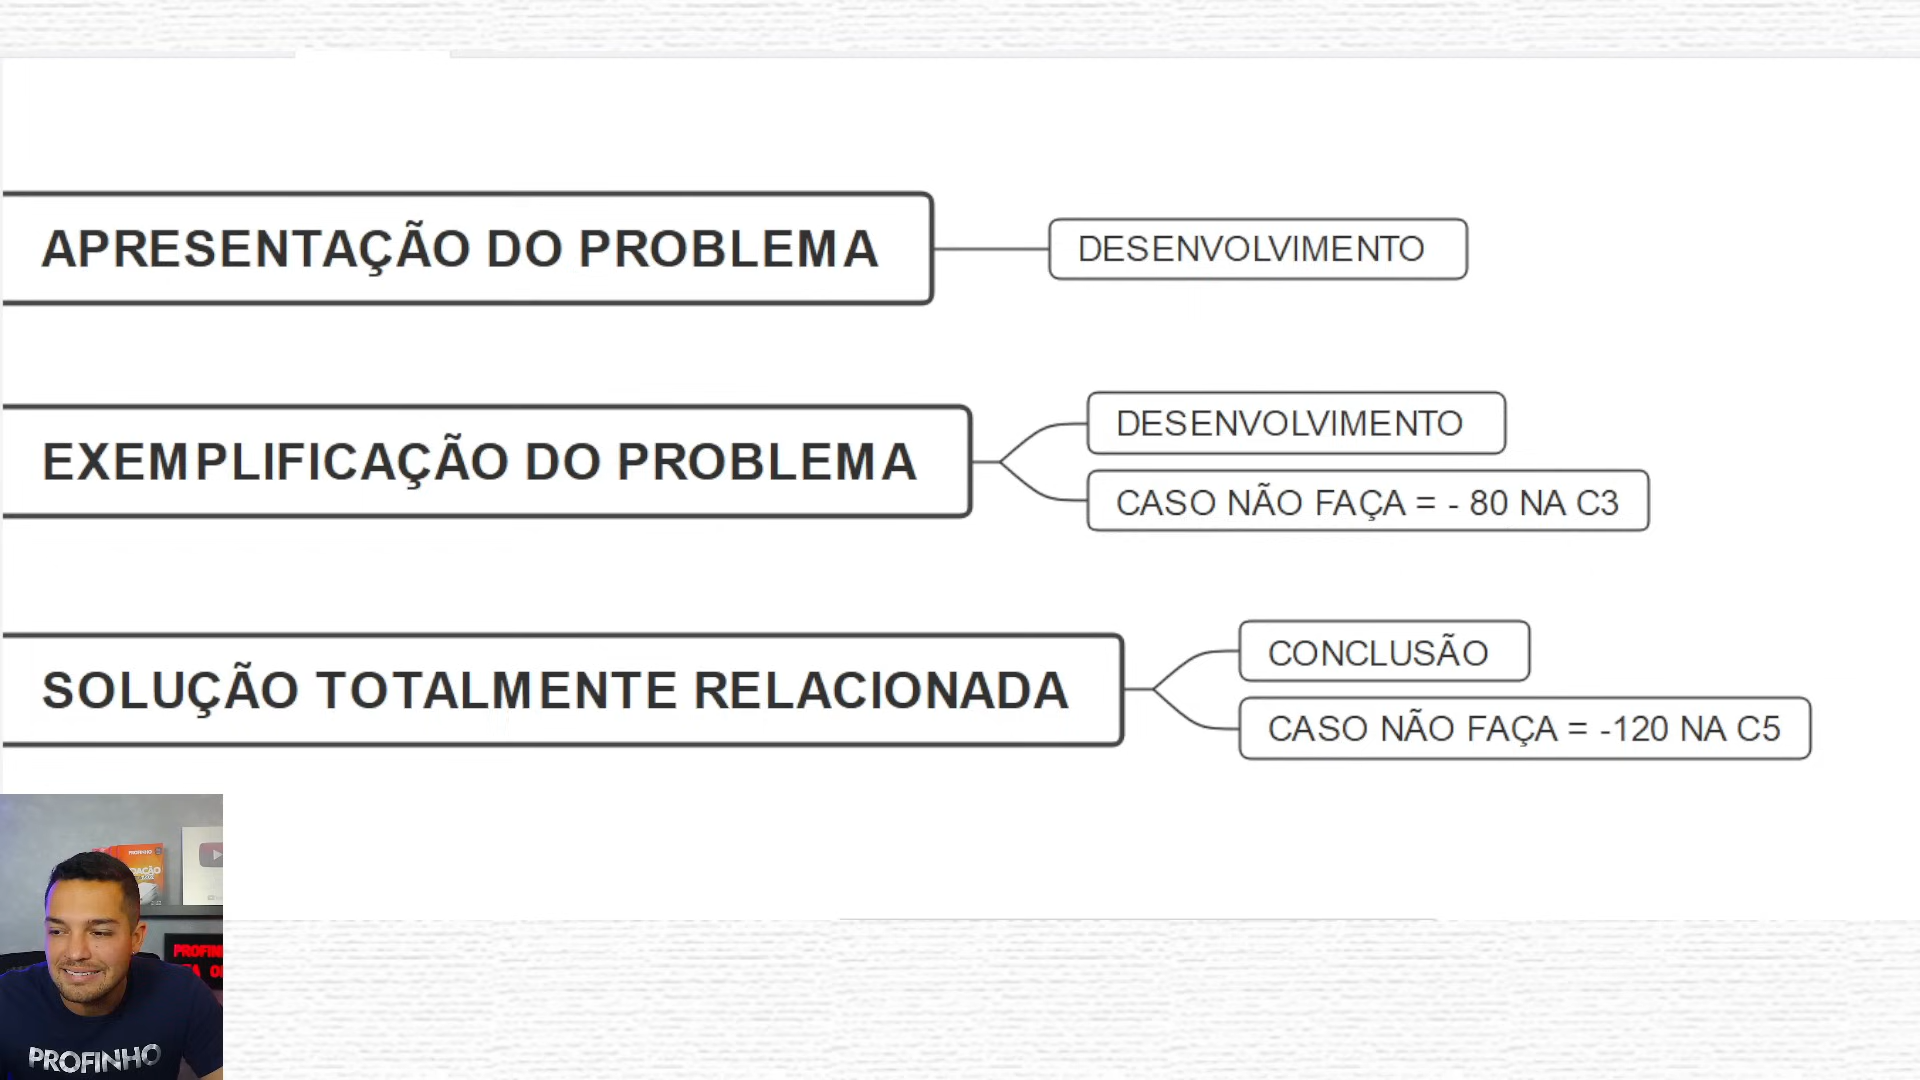 APRESENTAÇÃO DO PROBLEMA
DESENVOLVIMENTO
EXEMPLIFICAÇÃO DO PROBLEMA
DESENVOLVIMENTO
CASO NÃO FAÇA = - 80 NA C3
SOLUÇÃO TOTALMENTE RELACIONADA
CONCLUSÃO
CASO NÃO FAÇA = -120 NA C5
PROFINHO
PROFINHO